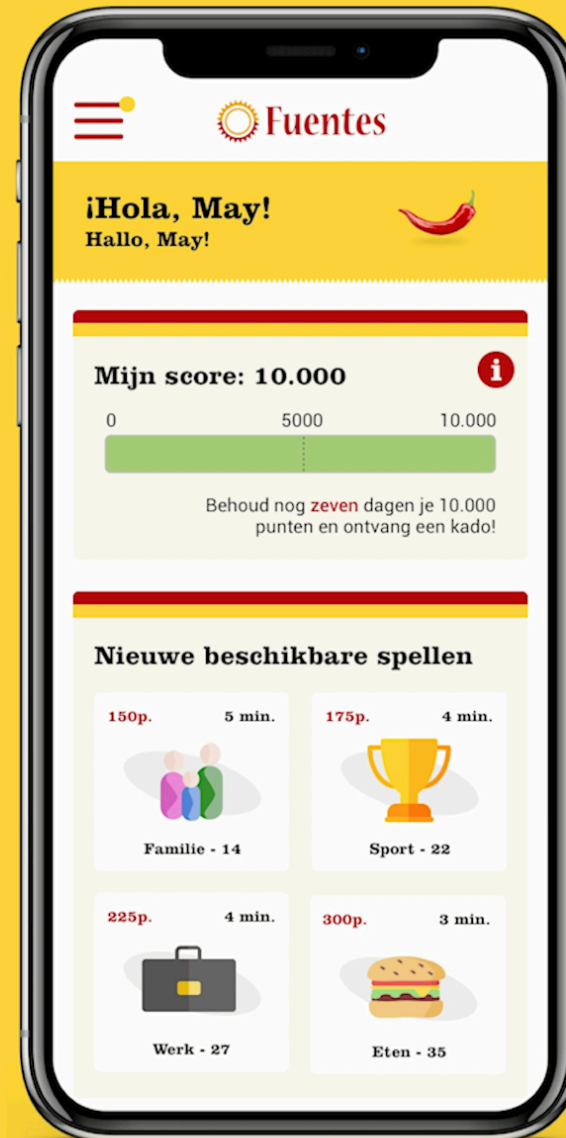 Fuentes
¡Hola, May!
Hallo, May!
Mijn score: 10.000
i
0 5000 10.000
Behoud nog zeven dagen je 10.000
punten en ontvang een kado!
Nieuwe beschikbare spellen
150p. 5 min.
Familie - 14
175p. 4 min.
Sport - 22
225p. 4 min.
Werk - 27
300p. 3 min.
Eten - 35